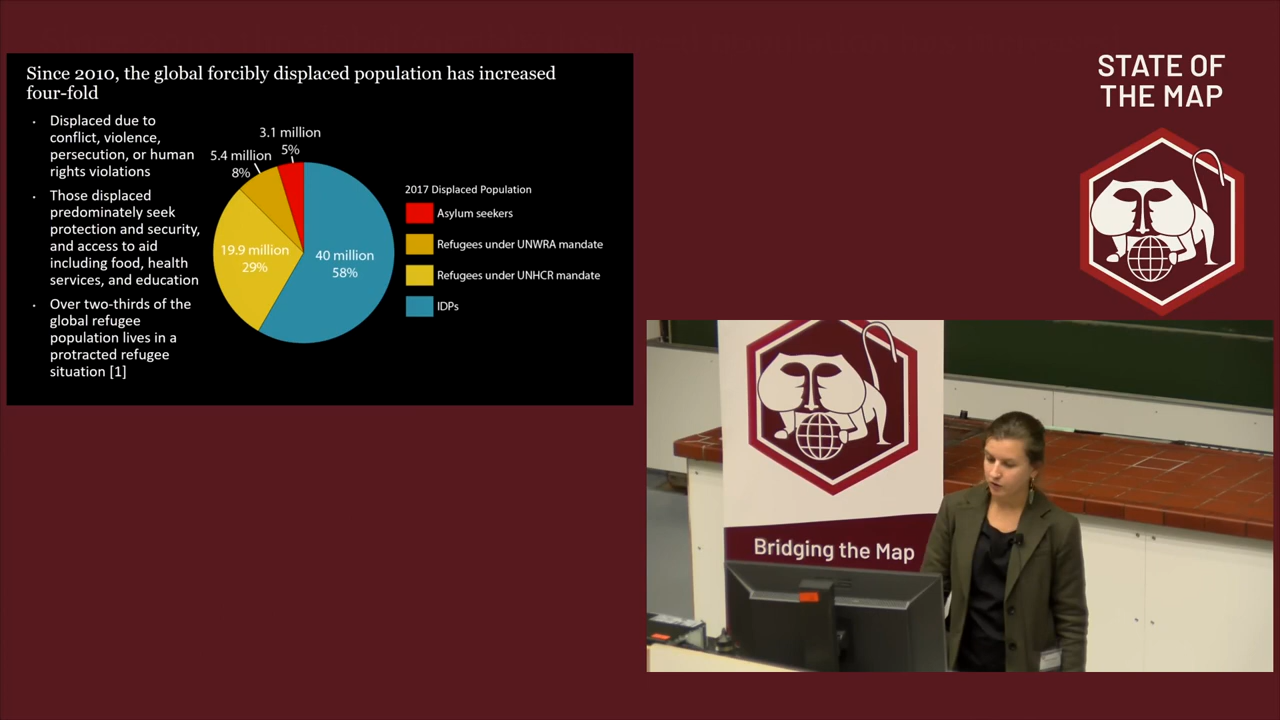 Since 2010, the global forcibly displaced population has increased
four-fold
• Displaced due to
conflict, violence,
persecution, or human
rights violations
• Those displaced
predominately seek
protection and security,
and access to aid
including food, health
services, and education
• Over two-thirds of the
global refugee
population lives in a
protracted refugee
situation [1]
3.1 million
5%
5.4 million
8%
19.9 million
29%
40 million
58%
2017 Displaced Population
Asylum seekers
Refugees under UNWRA mandate
Refugees under UNHCR mandate
IDPs
STATE OF
THE MAP
Bridging the Map